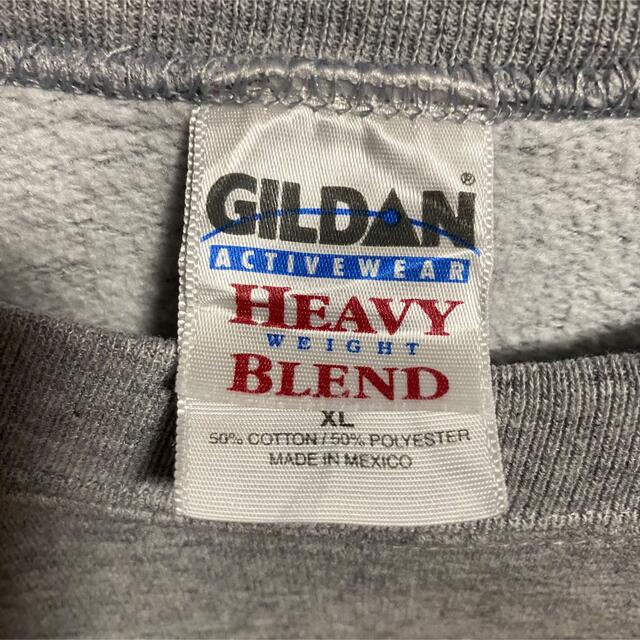 GILDAN®
ACTIVEWEAR
HEAVY
WEIGHT
BLEND
XL
50% COTTON / 50% POLYESTER
MADE IN MEXICO